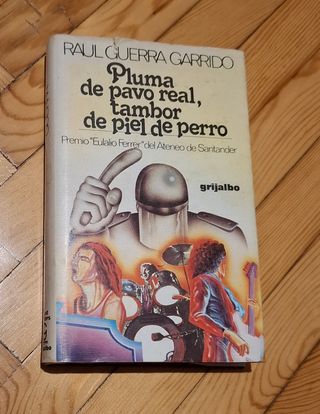 RAUL GUERRA GARRIDO
Pluma
de pavo real,
tambor
de piel de perro
Premio "Eulalio Ferrer" del Ateneo de Santander
grijalbo